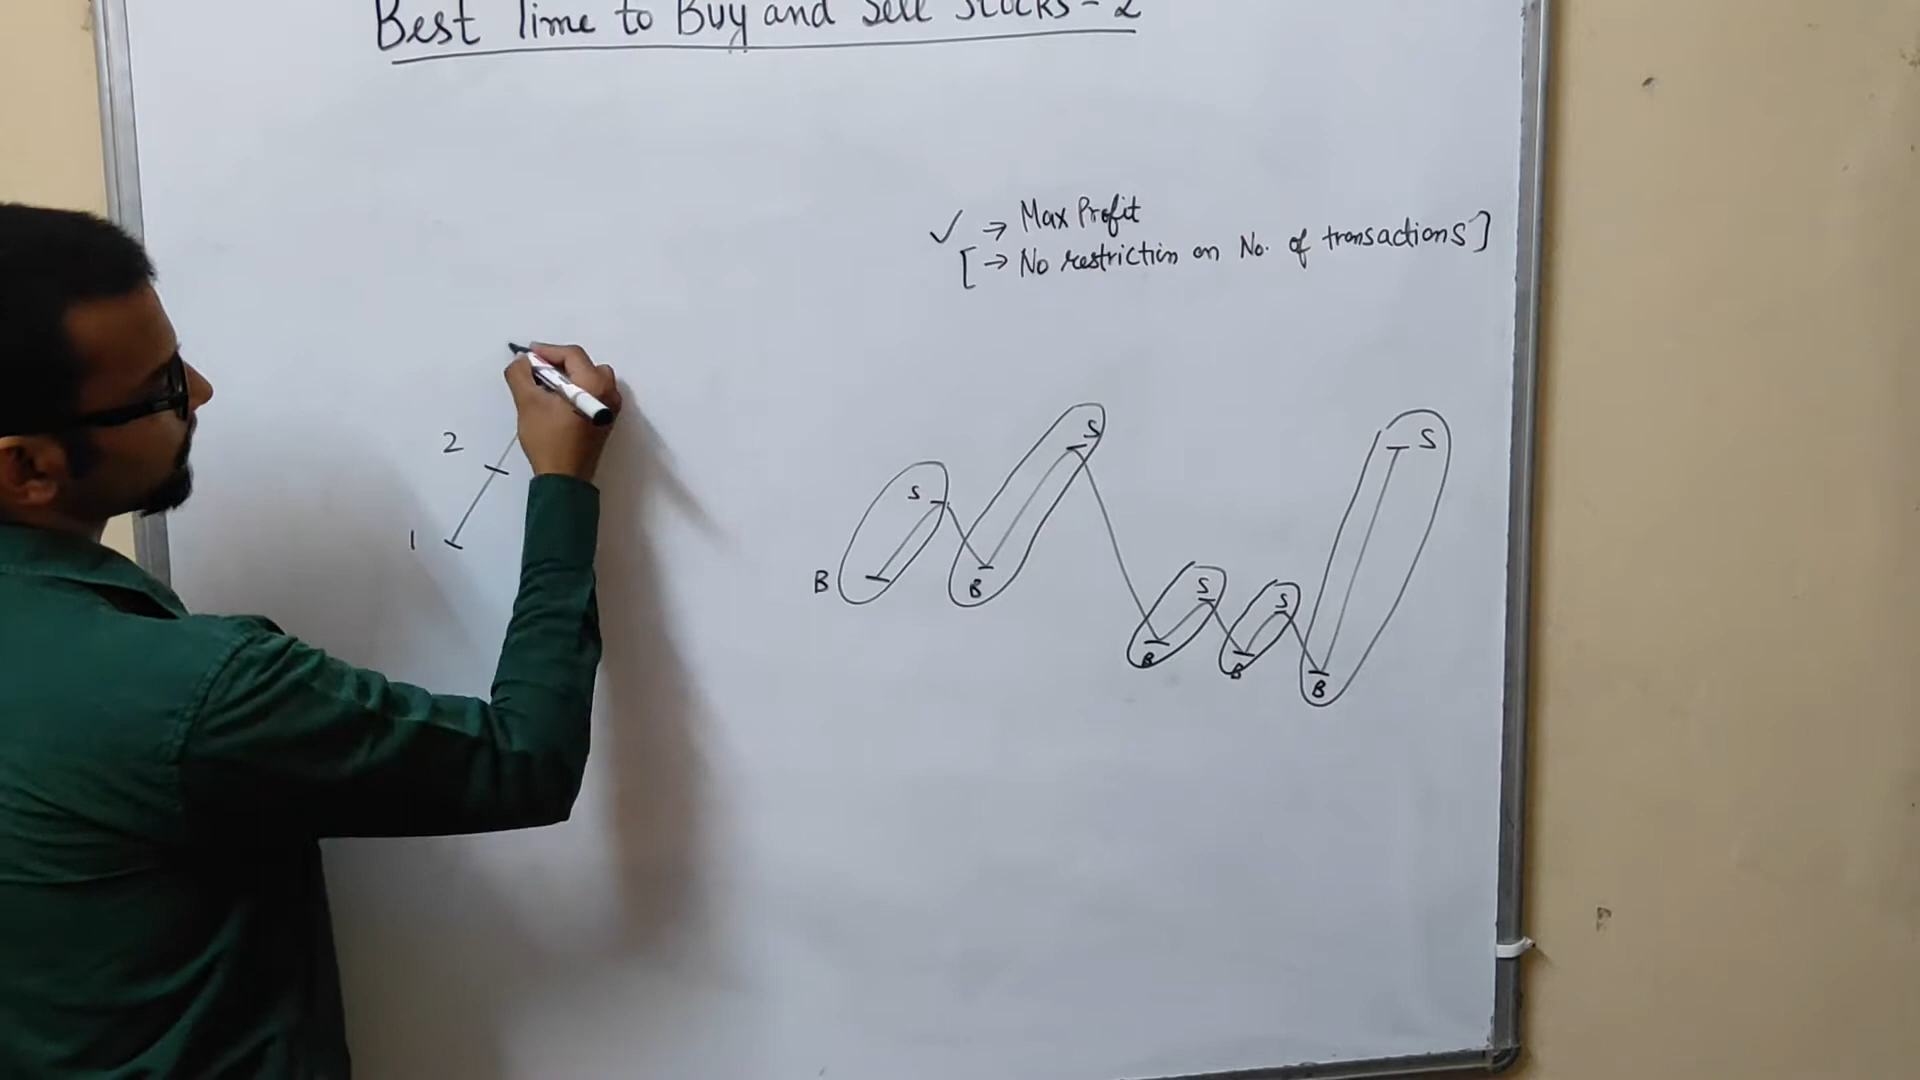 Best Time to Buy and Sell Stocks - 2
✓ → Max Profit
[ → No restriction on No. of transactions ]
2
1
S
B
S
B
S
B
S
B
S
B